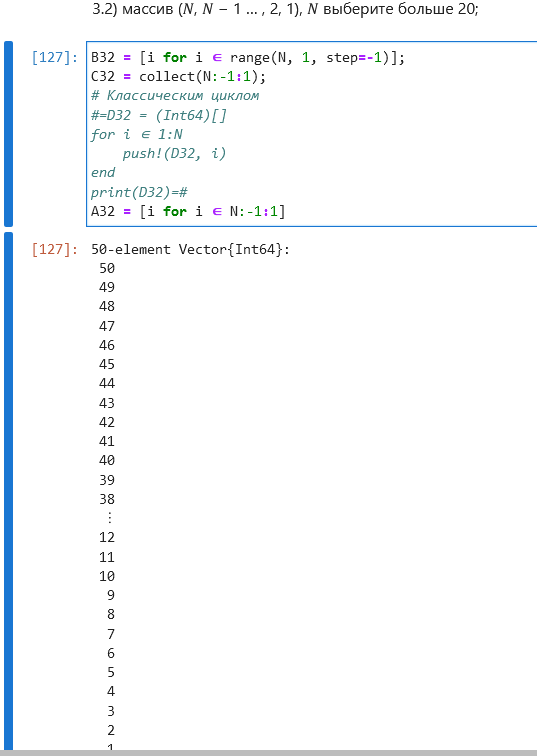 3.2) массив (N, N − 1 ... , 2, 1), N выберите больше 20;
[127]: B32 = [i for i ∈ range(N, 1, step=-1)];
C32 = collect(N:-1:1);
# Классическим циклом
#=D32 = (Int64)[]
for i ∈ 1:N
    push!(D32, i)
end
print(D32)=#
A32 = [i for i ∈ N:-1:1]
[127]: 50-element Vector{Int64}:
50
49
48
47
46
45
44
43
42
41
40
39
38
⋮
12
11
10
9
8
7
6
5
4
3
2
1